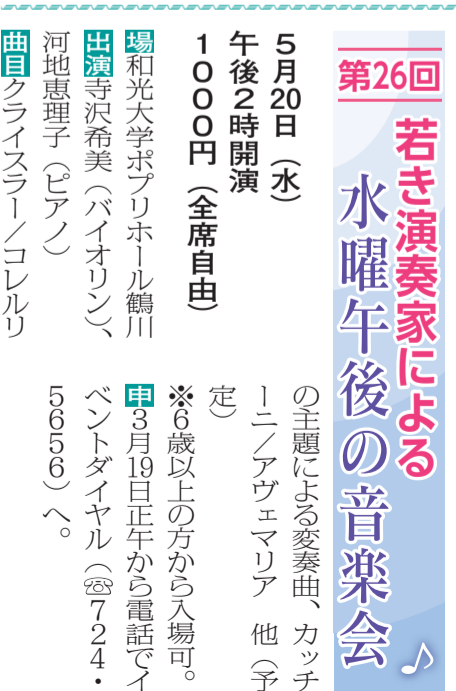 第26回
若き演奏家による
水曜午後の音楽会♪
5月20日（水）
午後2時開演
1000円（全席自由）
場和光大学ポプリホール鶴川
出演寺沢希美（バイオリン）、
河地恵理子（ピアノ）
曲目クライスラー／コレルリ
の主題による変奏曲、カッチ
ーニ／アヴェマリア　他（予
定）
※6歳以上の方から入場可。
申3月19日正午から電話でイ
ベントダイヤル（☎724・
5656）へ。